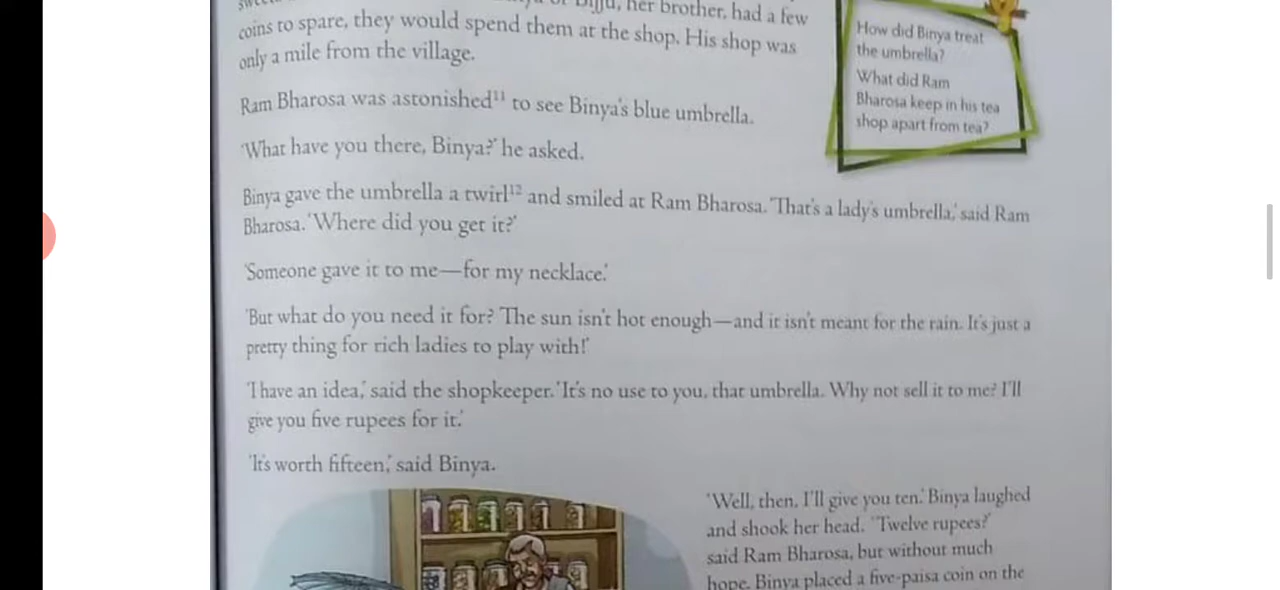 her brother, had a few
coins to spare, they would spend them at the shop. His shop was
only a mile from the village.
Ram Bharosa was astonished¹¹ to see Binya's blue umbrella.
'What have you there, Binya?' he asked.
Binya gave the umbrella a twirl¹² and smiled at Ram Bharosa. 'That's a lady's umbrella,' said Ram
Bharosa. 'Where did you get it?'
'Someone gave it to me—for my necklace.'
'But what do you need it for? The sun isn't hot enough—and it isn't meant for the rain. It's just a
pretty thing for rich ladies to play with!'
'I have an idea,' said the shopkeeper. 'It's no use to you, that umbrella. Why not sell it to me? I'll
give you five rupees for it.'
'It's worth fifteen,' said Binya.
'Well, then, I'll give you ten.' Binya laughed
and shook her head. 'Twelve rupees?'
said Ram Bharosa, but without much
hope. Binya placed a five-paisa coin on the
How did Binya treat
the umbrella?
What did Ram
Bharosa keep in his tea
shop apart from tea?